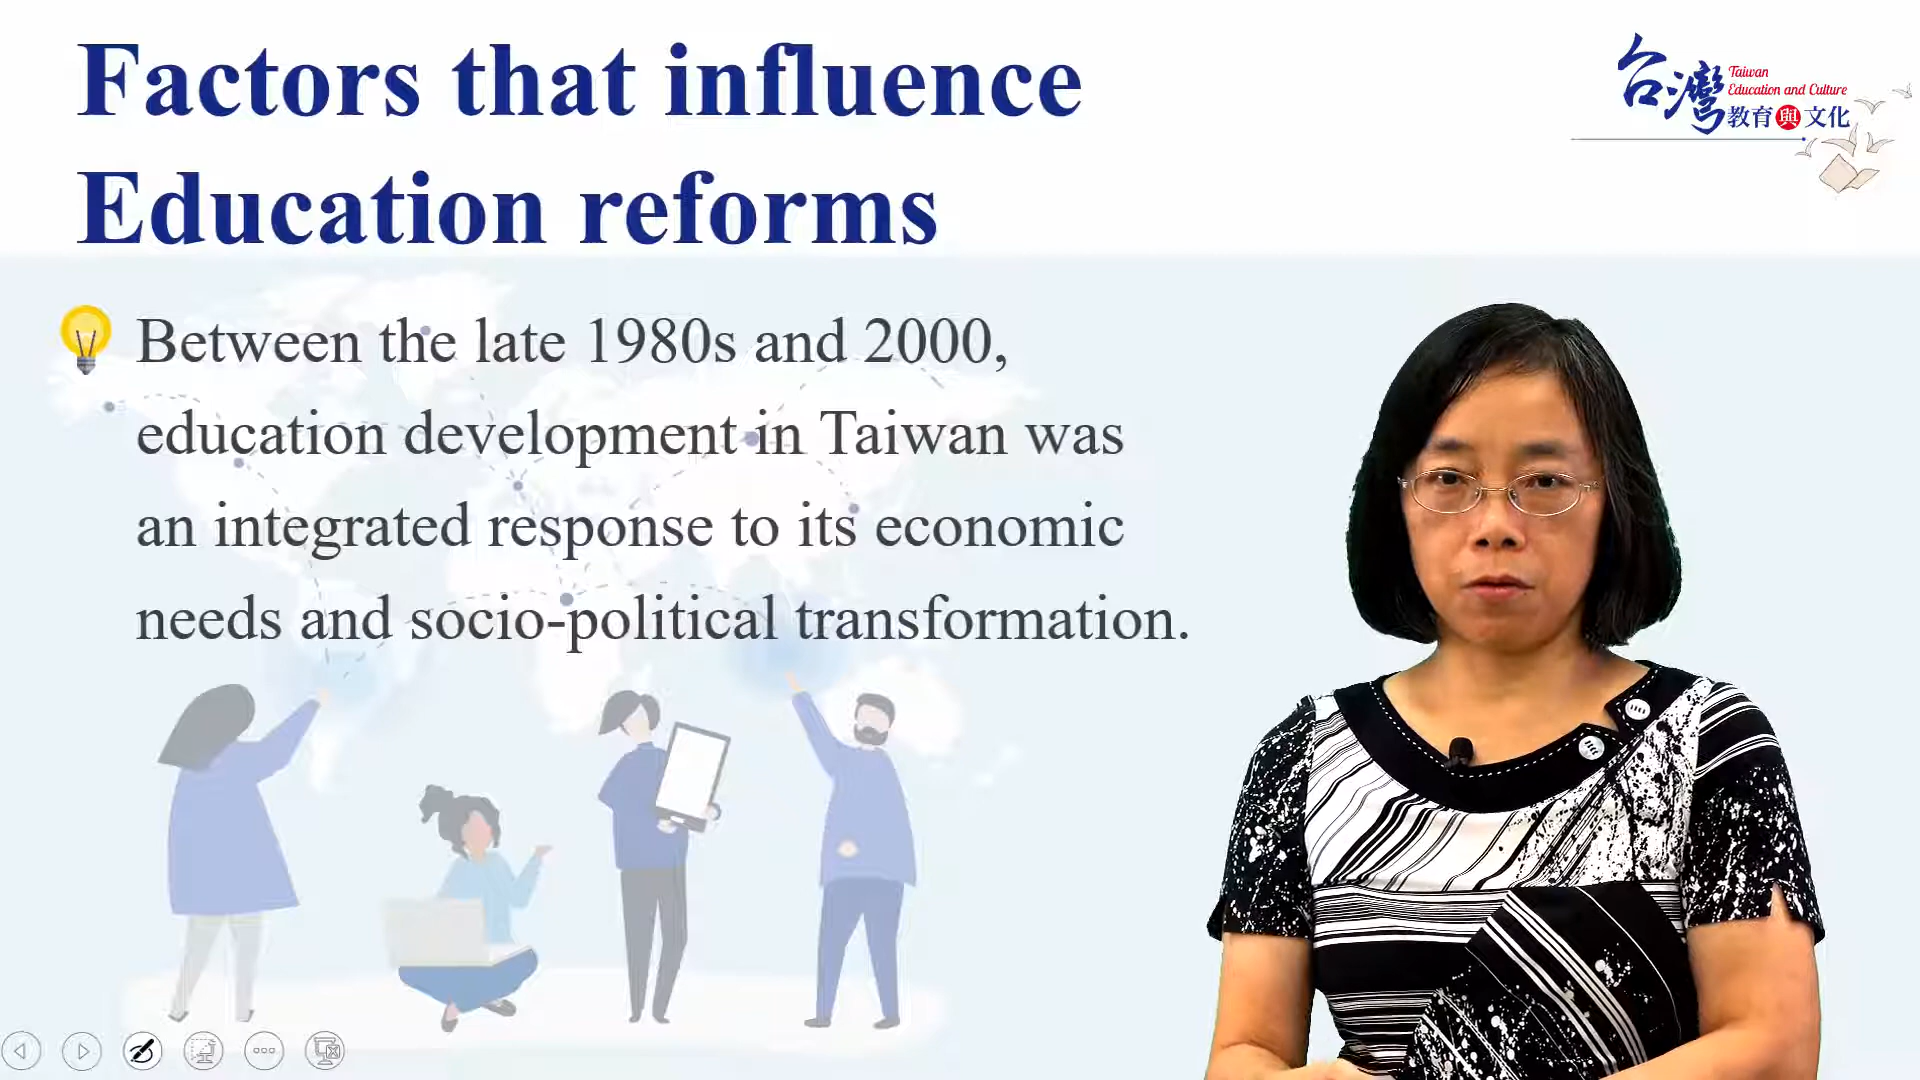 Factors that influence
Education reforms
台灣
Taiwan
Education and Culture
教育與文化
Between the late 1980s and 2000,
education development in Taiwan was
an integrated response to its economic
needs and socio-political transformation.